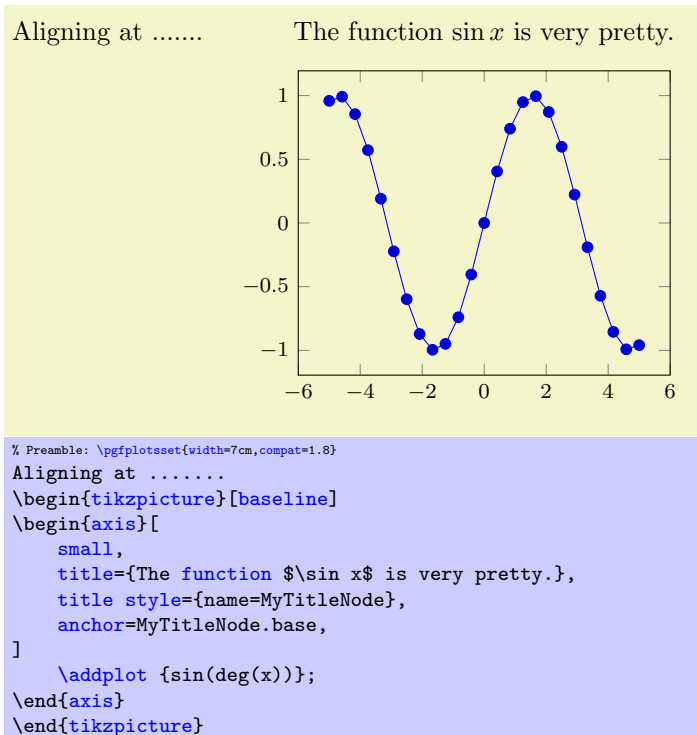 Aligning at ....... The function sin x is very pretty.
1
0.5
0
−0.5
−1
−6 −4 −2 0 2 4 6
% Preamble: \pgfplotsset{width=7cm,compat=1.8}
Aligning at .......
\begin{tikzpicture}[baseline]
\begin{axis}[
    small,
    title={The function $\sin x$ is very pretty.},
    title style={name=MyTitleNode},
    anchor=MyTitleNode.base,
]
    \addplot {sin(deg(x))};
\end{axis}
\end{tikzpicture}